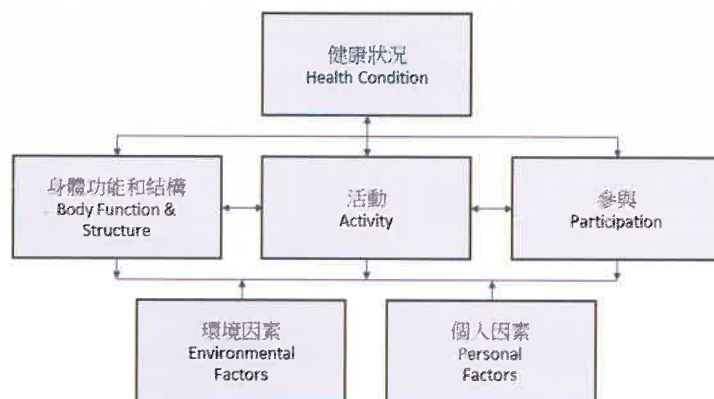 健康狀况
Health Condition
身體功能和結構
Body Function &
Structure
活動
Activity
參與
Participation
環境因素
Environmental
Factors
個人因素
Personal
Factors